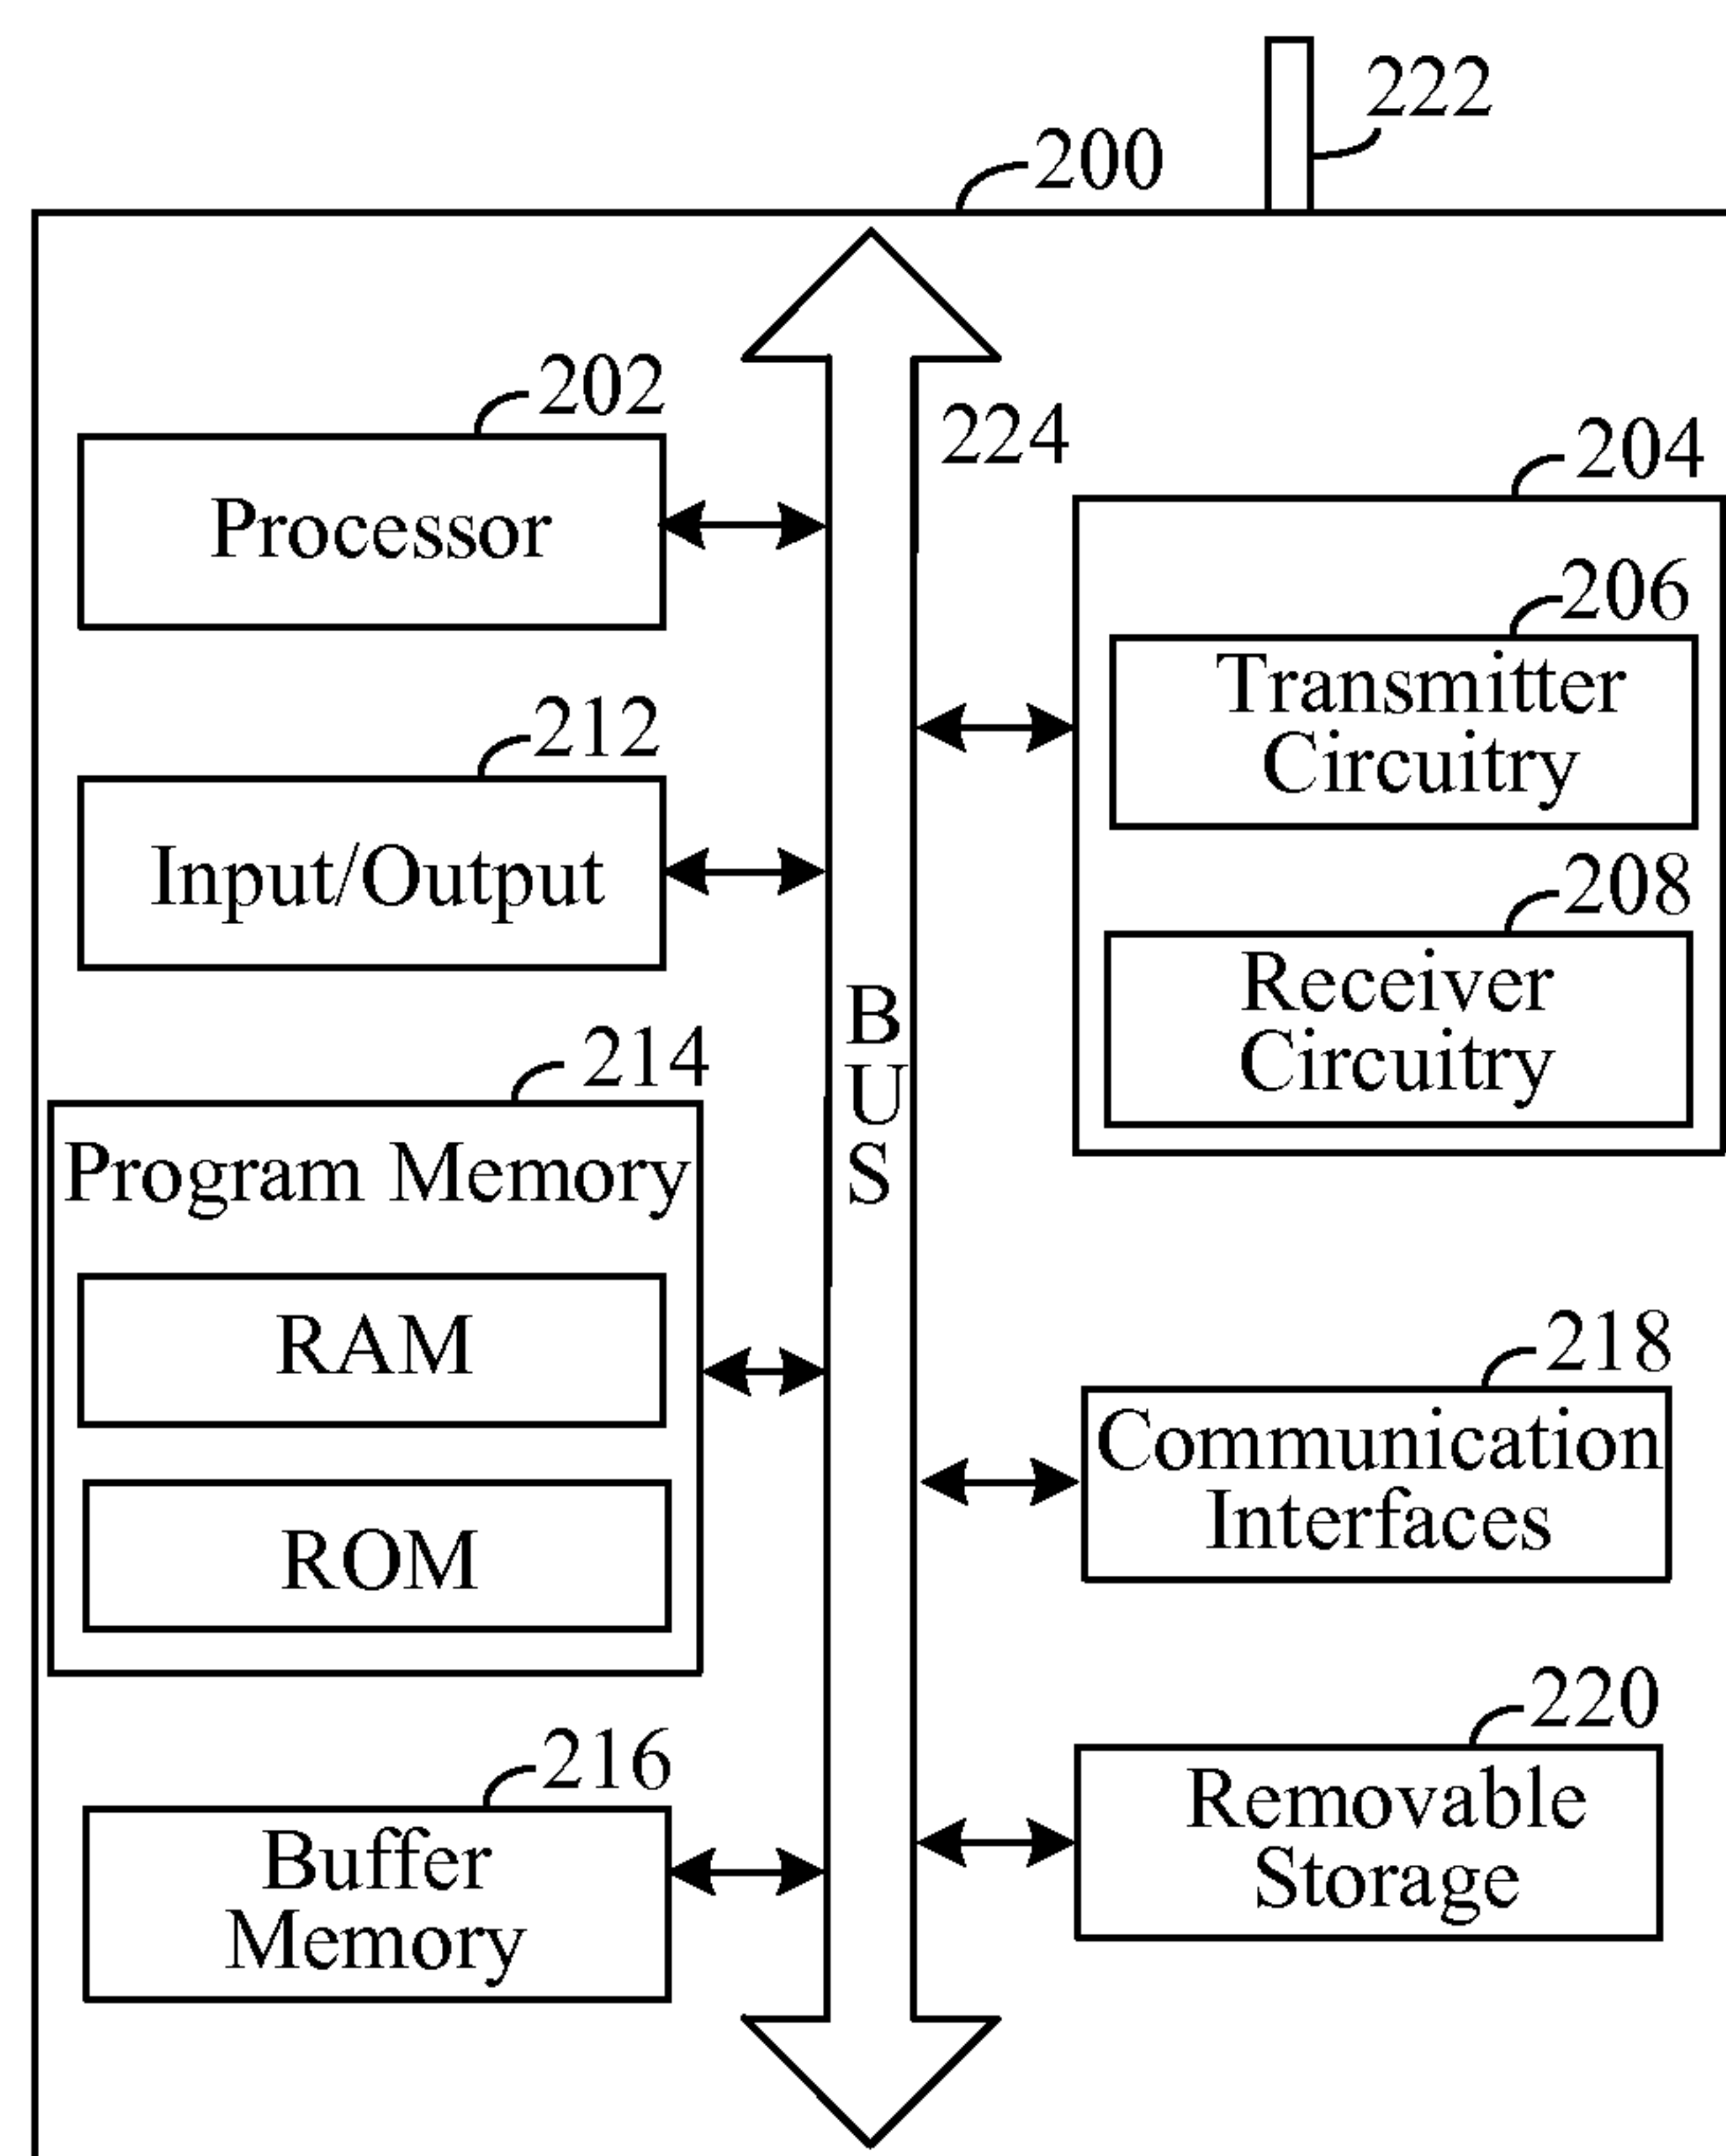 222
200
202
Processor
224
204
206
Transmitter
Circuitry
212
Input/Output
208
Receiver
Circuitry
B
U
S
214
Program Memory
RAM
ROM
218
Communication
Interfaces
216
Buffer
Memory
220
Removable
Storage